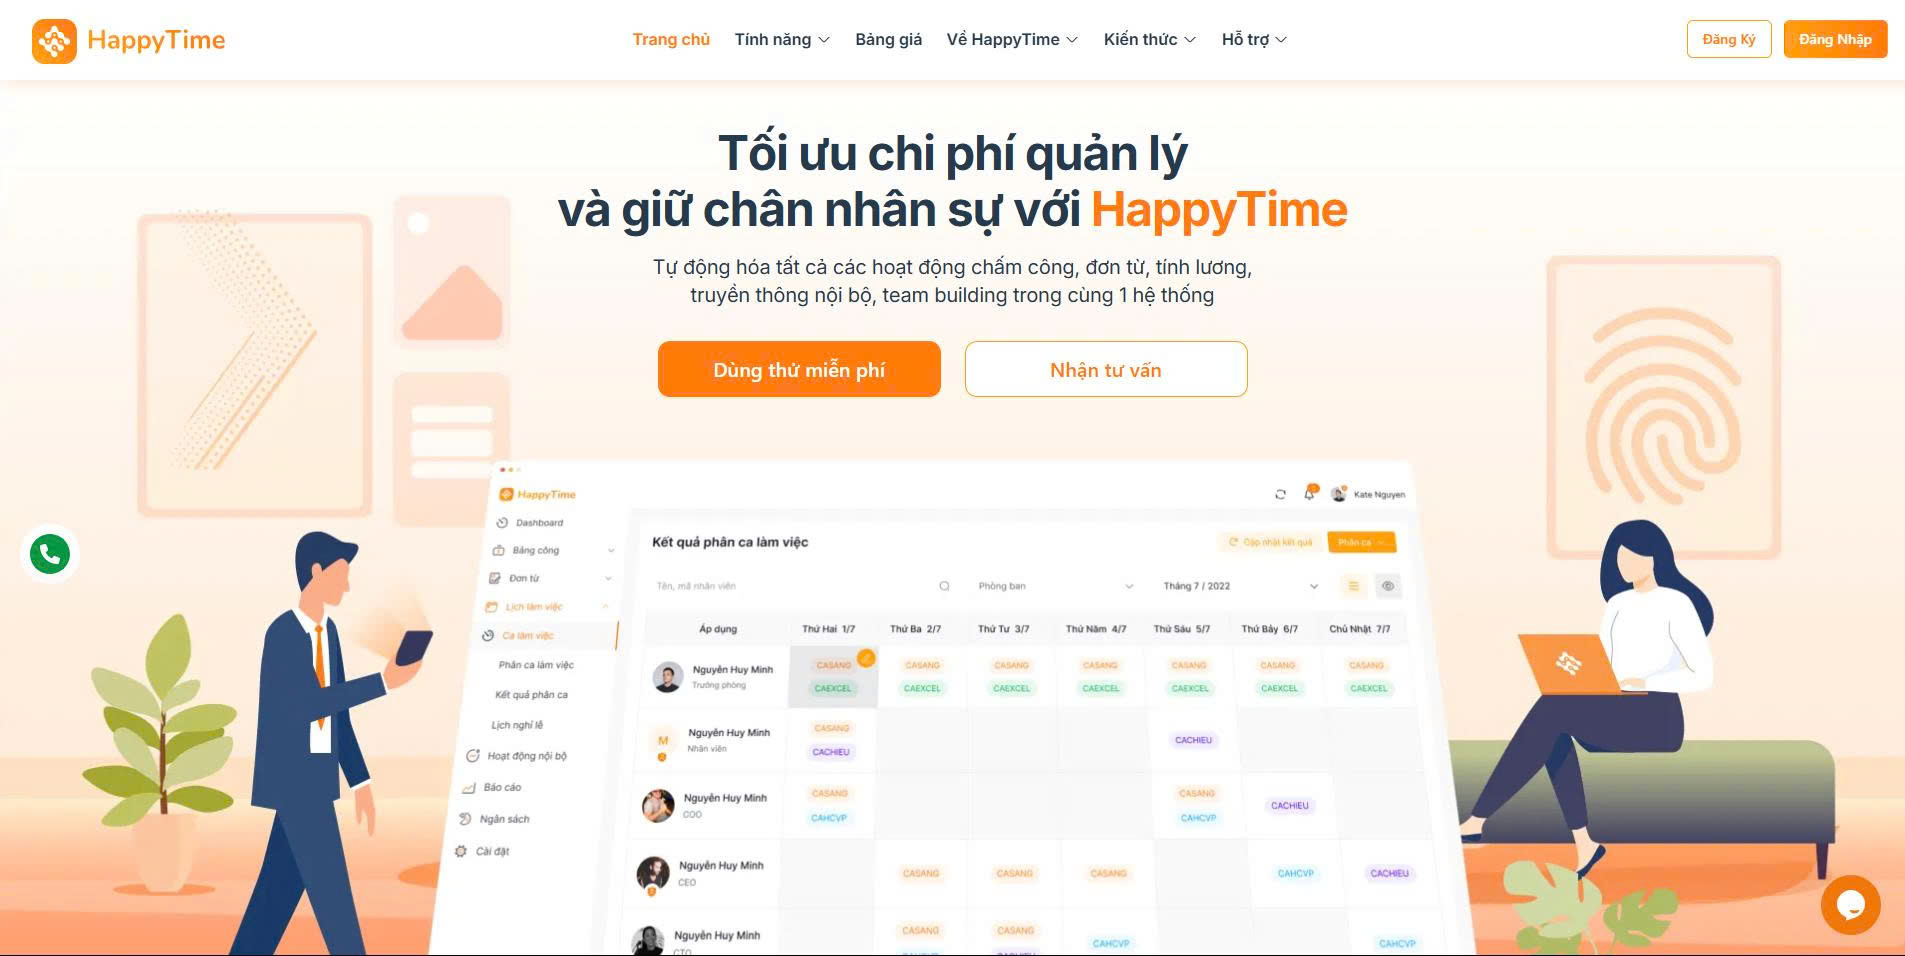 HappyTime
Trang chủ Tính năng Bảng giá Về HappyTime Kiến thức Hỗ trợ
Đăng Ký Đăng Nhập
Tối ưu chi phí quản lý
và giữ chân nhân sự với HappyTime
Tự động hóa tất cả các hoạt động chấm công, đơn từ, tính lương,
truyền thông nội bộ, team building trong cùng 1 hệ thống
Dùng thử miễn phí Nhận tư vấn
HappyTime
Kate Nguyen
Dashboard
Bảng công
Đơn từ
Lịch làm việc
Ca làm việc
Phân ca làm việc
Kết quả phân ca
Lịch nghỉ lễ
Hoạt động nội bộ
Báo cáo
Ngân sách
Cài đặt
Kết quả phân ca làm việc
Cập nhật kết quả Phân ca
Tên, mã nhân viên Phòng ban Tháng 7 / 2022
Áp dụng Thứ Hai 1/7 Thứ Ba 2/7 Thứ Tư 3/7 Thứ Năm 4/7 Thứ Sáu 5/7 Thứ Bảy 6/7 Chủ Nhật 7/7
Nguyễn Huy Minh
Trưởng phòng
CASANG CASANG CASANG CASANG CASANG CASANG CASANG
CAEXCEL CAEXCEL CAEXCEL CAEXCEL CAEXCEL CAEXCEL CAEXCEL
M
Nguyễn Huy Minh
Nhân viên
CASANG
CACHIEU CACHIEU
Nguyễn Huy Minh
COO
CASANG CASANG
CAHCVP CAHCVP CACHIEU
Nguyễn Huy Minh
CEO
CASANG CASANG CASANG CAHCVP CACHIEU
Nguyễn Huy Minh
CTO
CASANG CASANG
CAHCVP CAHCVP